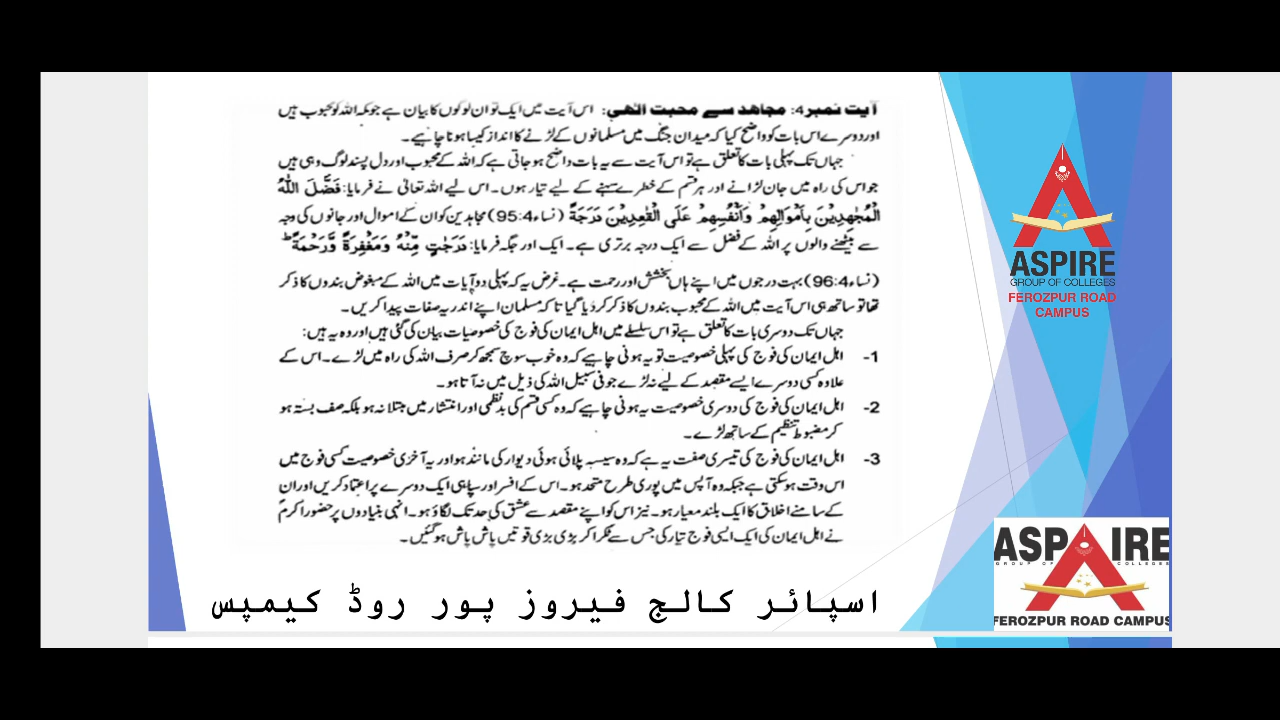 آیت نمبر4: مجاھد سے محبت الٰھی: اس آیت میں ایک تو ان لوگوں کا بیان ہے جو کہ اللہ کو محبوب ہیں
اور دوسرے اس بات کو واضح کیا کہ میدان جنگ میں مسلمانوں کے لڑنے کا انداز کیسا ہونا چاہیے۔
جہاں تک پہلی بات کا تعلق ہے تو اس آیت سے یہ بات واضح ہو جاتی ہے کہ اللہ کے محبوب اور دل پسند لوگ وہی ہیں
جو اس کی راہ میں جان لڑانے اور ہر قسم کے خطرے سہنے کے لیے تیار ہوں۔ اس لیے اللہ تعالیٰ نے فرمایا: فَضَّلَ اللّٰهُ
الْمُجٰهِدِيْنَ بِاَمْوَالِهِمْ وَاَنْفُسِهِمْ عَلَى الْقٰعِدِيْنَ دَرَجَةً (نساء4:95) مجاہدین کو ان کے اموال اور جانوں کی وجہ
سے بیٹھنے والوں پر اللہ کے فضل سے ایک درجہ برتری ہے۔ ایک اور جگہ فرمایا: دَرَجٰتٍ مِّنْهُ وَمَغْفِرَةً وَّرَحْمَةً ط
(نساء4:96) بہت درجوں میں اپنے ہاں بخشش اور رحمت ہے۔ غرض یہ کہ پہلی دو آیات میں اللہ کے مبغوض بندوں کا ذکر
تھا تو ساتھ ہی اس آیت میں اللہ کے محبوب بندوں کا ذکر کر دیا گیا تا کہ مسلمان اپنے اندر یہ صفات پیدا کریں۔
جہاں تک دوسری بات کا تعلق ہے تو اس سلسلے میں اہل ایمان کی فوج کی خصوصیات بیان کی گئی ہیں اور وہ یہ ہیں:
1- اہل ایمان کی فوج کی پہلی خصوصیت تو یہ ہونی چاہیے کہ وہ خوب سوچ سمجھ کر صرف اللہ کی راہ میں لڑے۔ اس کے
علاوہ کسی دوسرے ایسے مقصد کے لیے نہ لڑے جو فی سبیل اللہ کی ذیل میں نہ آتا ہو۔
2- اہل ایمان کی فوج کی دوسری خصوصیت یہ ہونی چاہیے کہ وہ کسی قسم کی بدنظمی اور انتشار میں مبتلا نہ ہو بلکہ صف بستہ ہو
کر مضبوط تنظیم کے ساتھ لڑے۔
3- اہل ایمان کی فوج کی تیسری صفت یہ ہے کہ وہ سیسہ پلائی ہوئی دیوار کی مانند ہو اور یہ آخری خصوصیت کسی فوج میں
اس وقت ہو سکتی ہے جبکہ وہ آپس میں پوری طرح متحد ہو۔ اس کے افسر اور سپاہی ایک دوسرے پر اعتماد کریں اور ان
کے سامنے اخلاق کا ایک بلند معیار ہو۔ نیز اس کو اپنے مقصد سے عشق کی حد تک لگاؤ ہو۔ انہی بنیادوں پر حضور اکرمؐ
نے اہل ایمان کی ایک ایسی فوج تیار کی جس سے ٹکرا کر بڑی بڑی قوتیں پاش پاش ہو گئیں۔
اسپائر کالج فیروز پور روڈ کیمپس
ASPIRE
GROUP OF COLLEGES
FEROZPUR ROAD
CAMPUS
ASPAIRE
GROUP OF COLLEGES
FEROZPUR ROAD CAMPUS